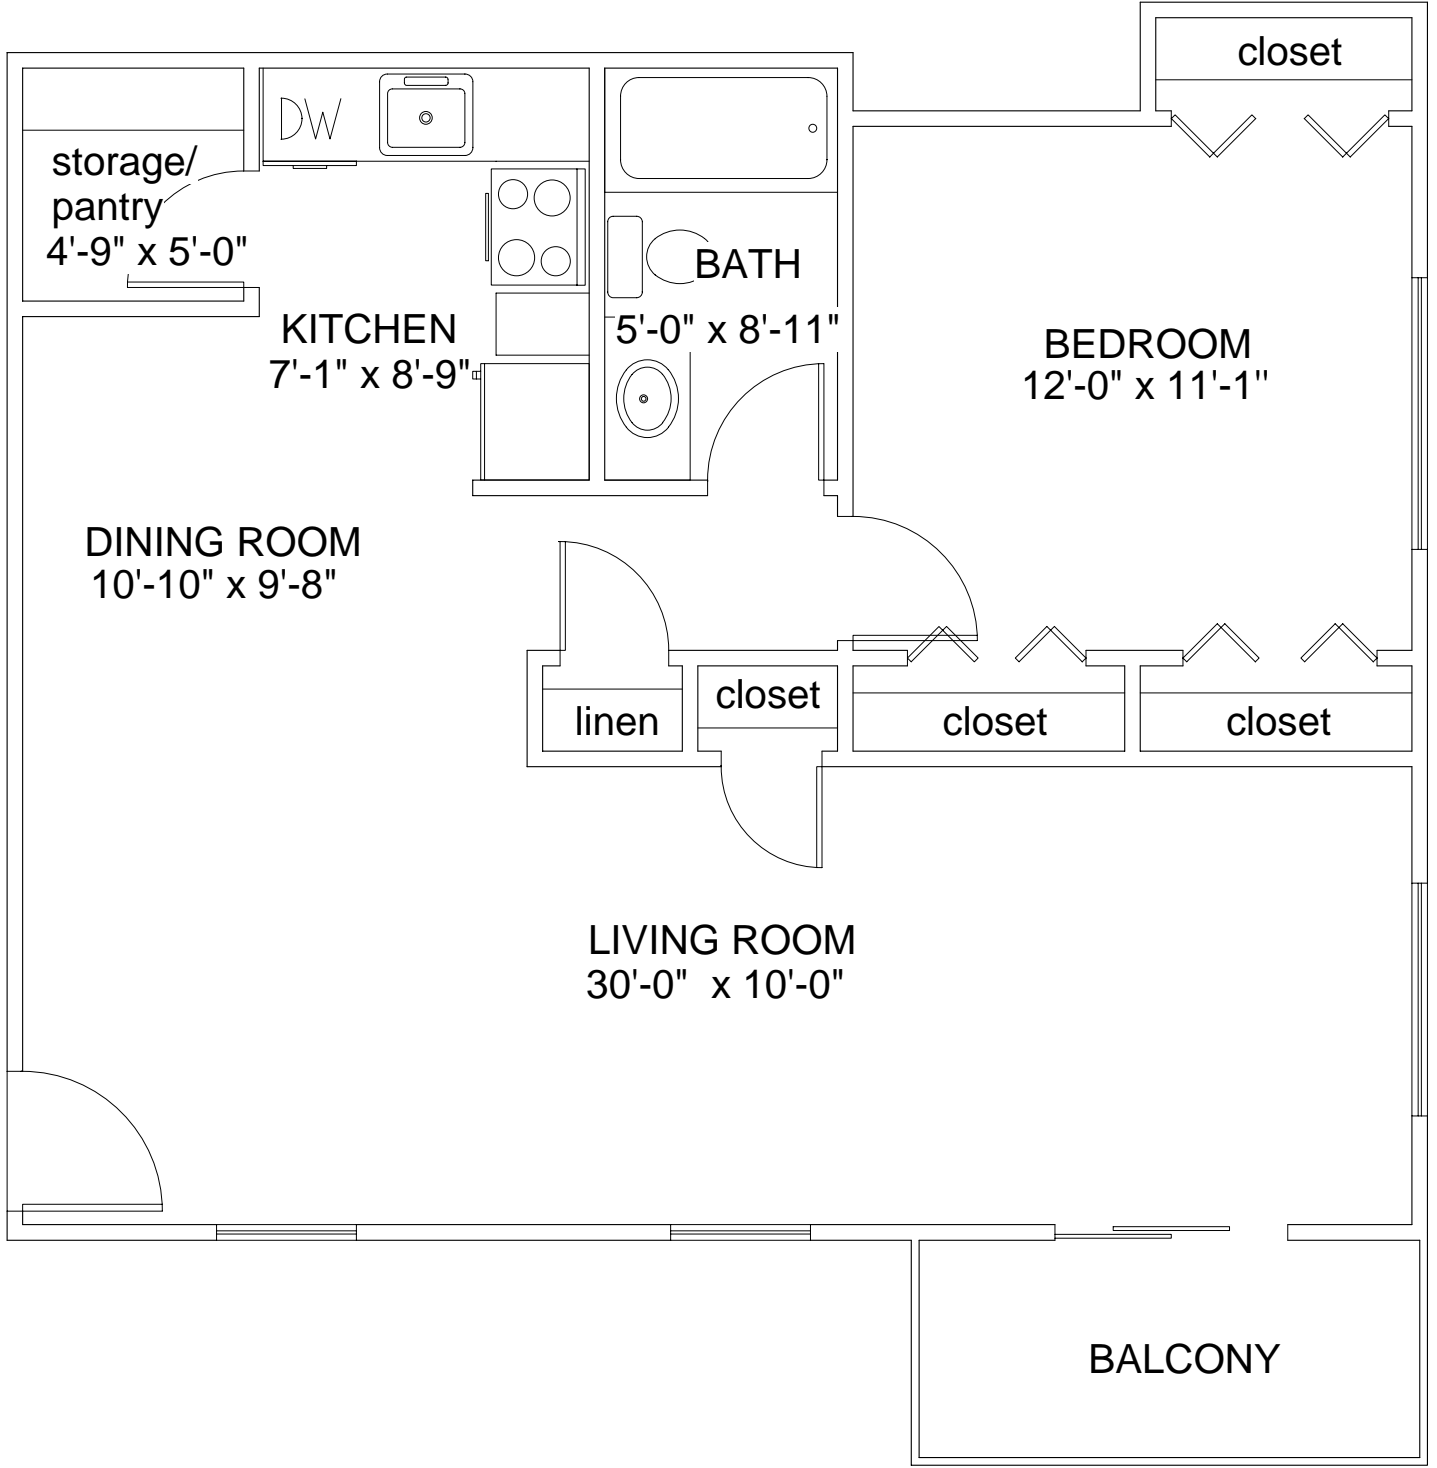 closet
DW
storage/
pantry
4'-9" x 5'-0"
KITCHEN
7'-1" x 8'-9"
BATH
5'-0" x 8'-11"
BEDROOM
12'-0" x 11'-1"
DINING ROOM
10'-10" x 9'-8"
linen
closet
closet
closet
LIVING ROOM
30'-0" x 10'-0"
BALCONY